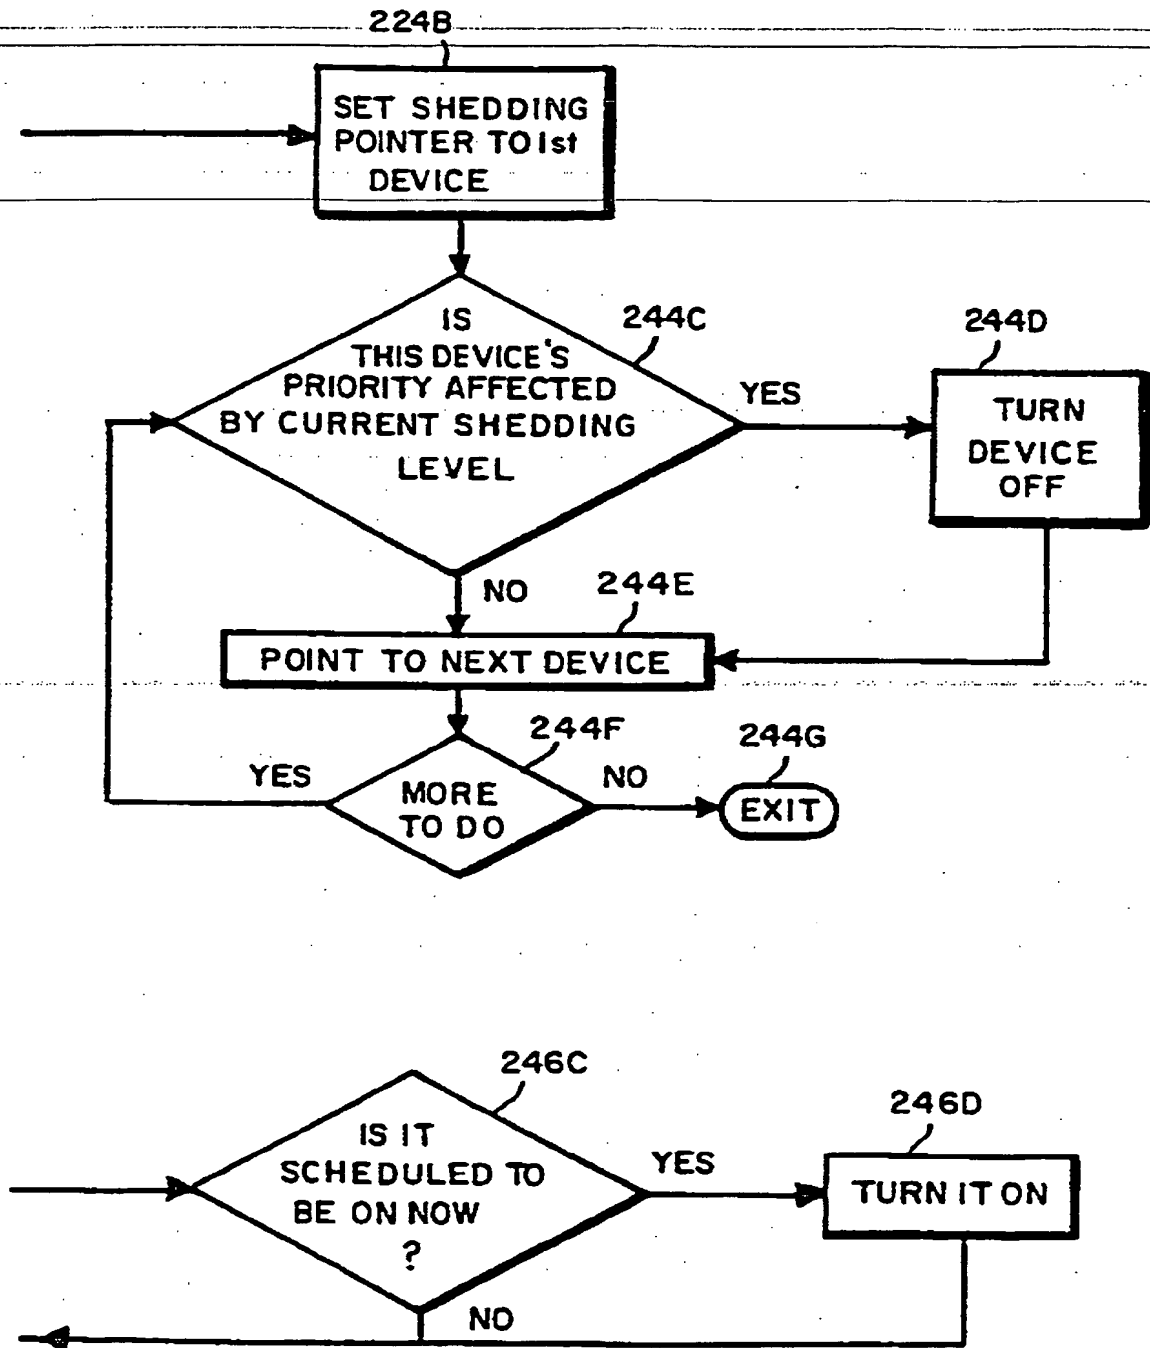 224B
SET SHEDDING
POINTER TO 1st
DEVICE
IS
THIS DEVICE'S
PRIORITY AFFECTED
BY CURRENT SHEDDING
LEVEL
244C
YES
244D
TURN
DEVICE
OFF
NO
244E
POINT TO NEXT DEVICE
244F
YES
MORE
TO DO
NO
244G
EXIT
246C
IS IT
SCHEDULED TO
BE ON NOW
?
YES
246D
TURN IT ON
NO